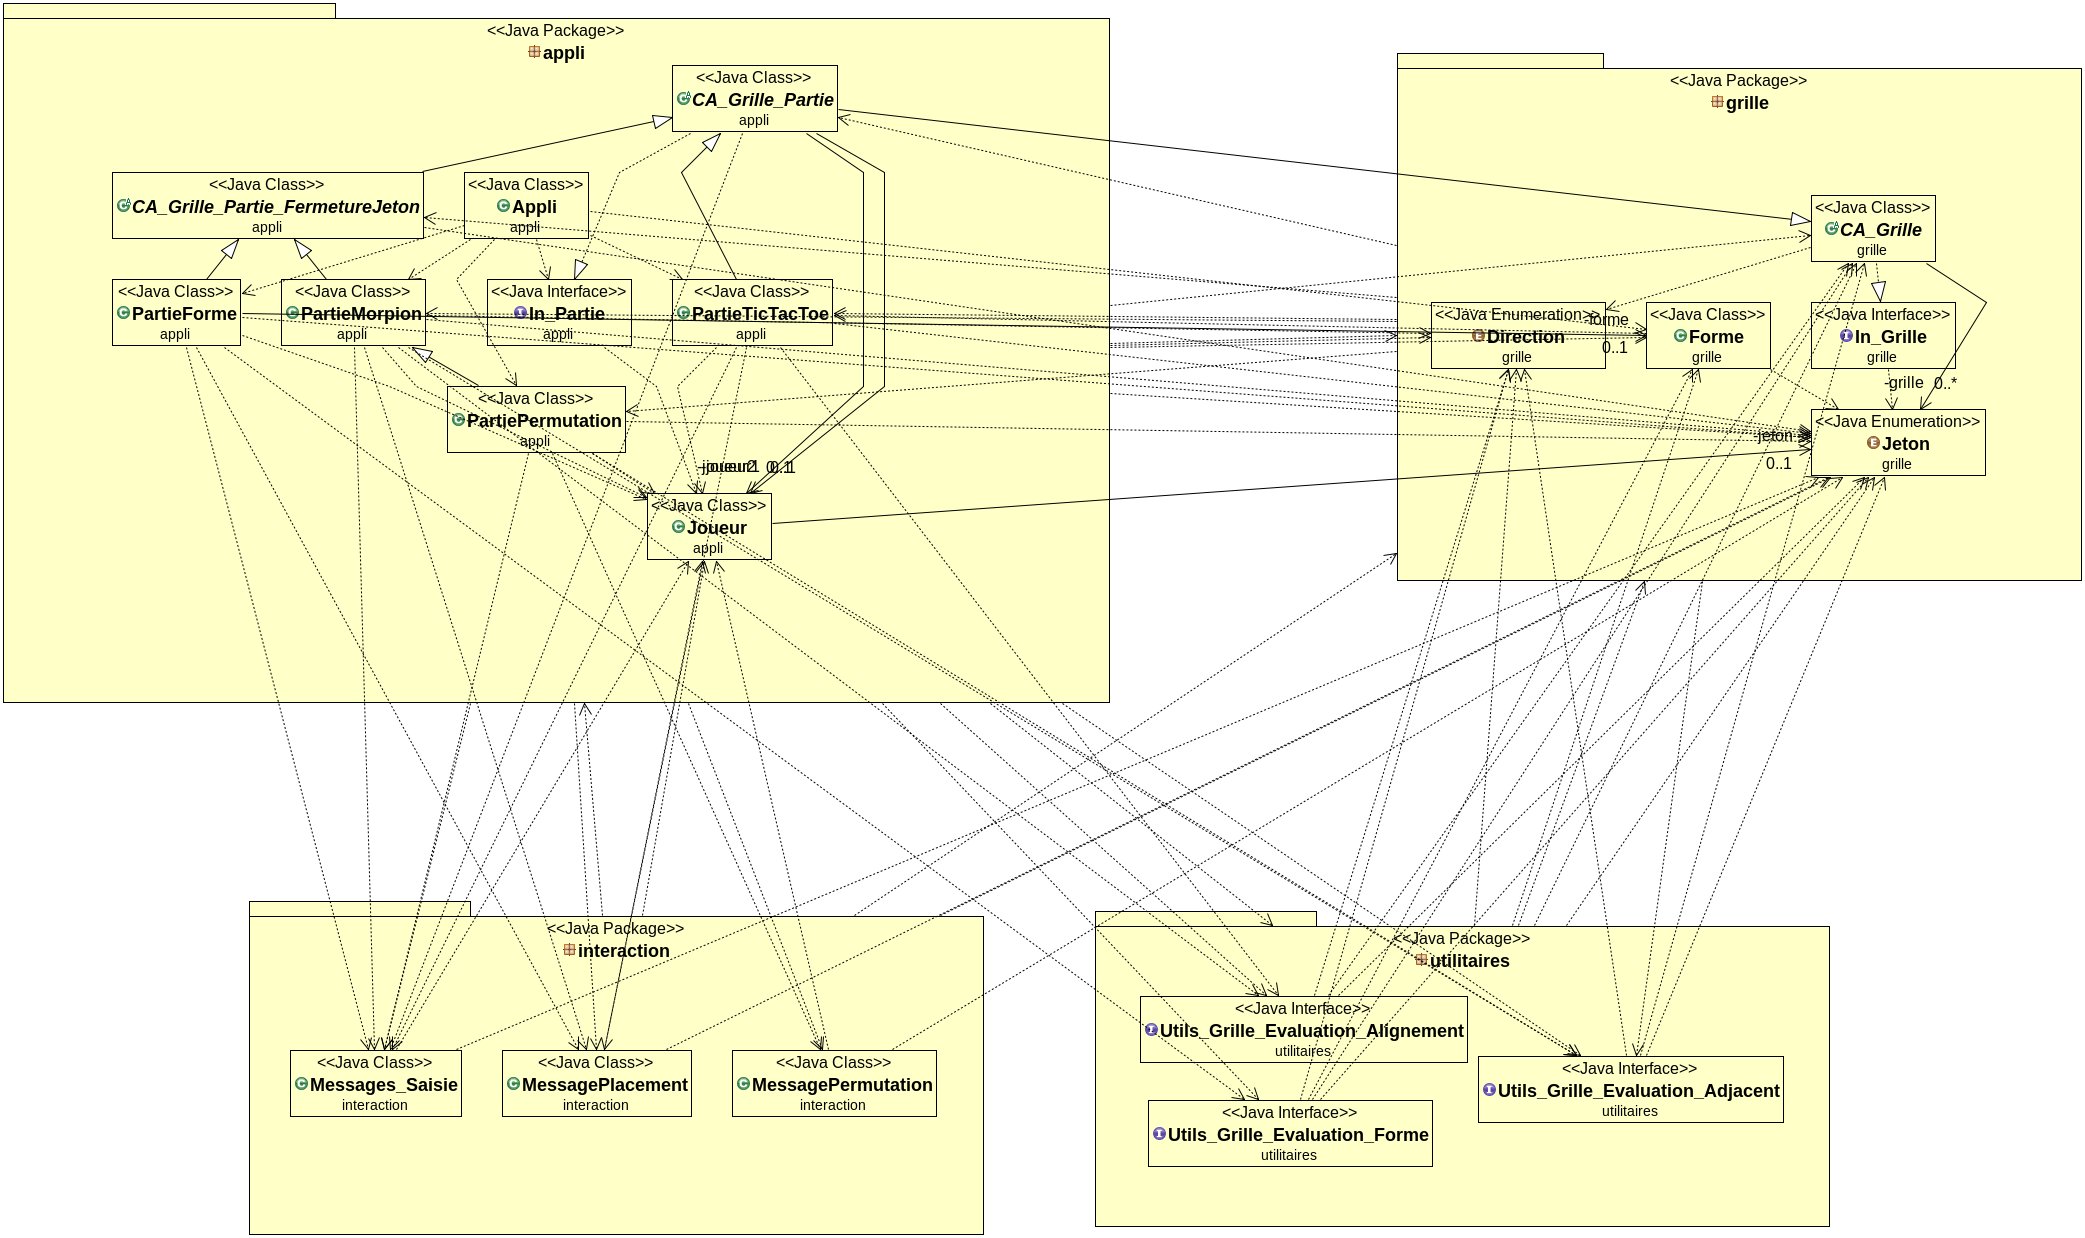 <<Java Package>>
appli
<<Java Class>>
CA_Grille_Partie
appli
<<Java Class>>
CA_Grille_Partie_FermetureJeton
appli
<<Java Class>>
Appli
appli
<<Java Class>>
PartieForme
appli
<<Java Class>>
PartieMorpion
appli
<<Java Interface>>
In_Partie
appli
<<Java Class>>
PartieTicTacToe
appli
<<Java Class>>
PartiePermutation
appli
0..1
<<Java Class>>
Joueur
appli
<<Java Package>>
grille
<<Java Class>>
CA_Grille
grille
<<Java Enumeration>>
Direction
grille
-forme
0..1
<<Java Class>>
Forme
grille
<<Java Interface>>
In_Grille
grille
-grille
0..*
<<Java Enumeration>>
Jeton
grille
-jeton
0..1
<<Java Package>>
interaction
<<Java Class>>
Messages_Saisie
interaction
<<Java Class>>
MessagePlacement
interaction
<<Java Class>>
MessagePermutation
interaction
<<Java Package>>
utilitaires
<<Java Interface>>
Utils_Grille_Evaluation_Alignement
utilitaires
<<Java Interface>>
Utils_Grille_Evaluation_Adjacent
utilitaires
<<Java Interface>>
Utils_Grille_Evaluation_Forme
utilitaires